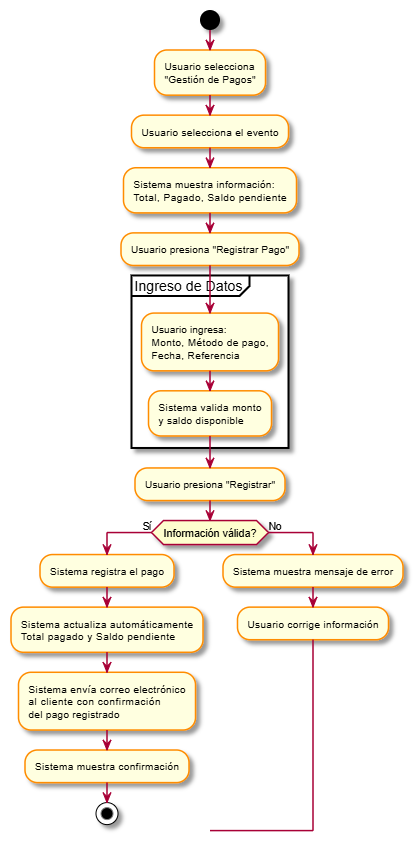 Usuario selecciona
"Gestión de Pagos"
Usuario selecciona el evento
Sistema muestra información:
Total, Pagado, Saldo pendiente
Usuario presiona "Registrar Pago"
Ingreso de Datos
Usuario ingresa:
Monto, Método de pago,
Fecha, Referencia
Sistema valida monto
y saldo disponible
Usuario presiona "Registrar"
Sí
Información válida?
No
Sistema registra el pago
Sistema actualiza automáticamente
Total pagado y Saldo pendiente
Sistema envía correo electrónico
al cliente con confirmación
del pago registrado
Sistema muestra confirmación
Sistema muestra mensaje de error
Usuario corrige información